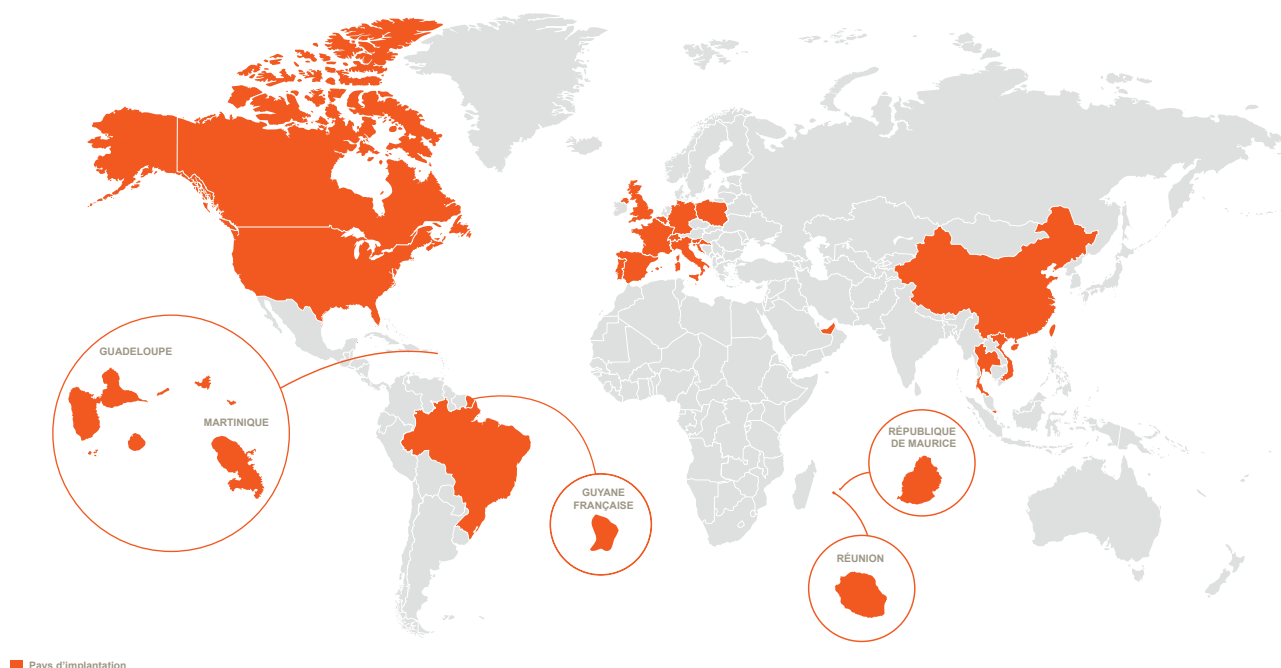 GUADELOUPE
MARTINIQUE
GUYANE
FRANÇAISE
RÉPUBLIQUE
DE MAURICE
RÉUNION
Pays d'implantation